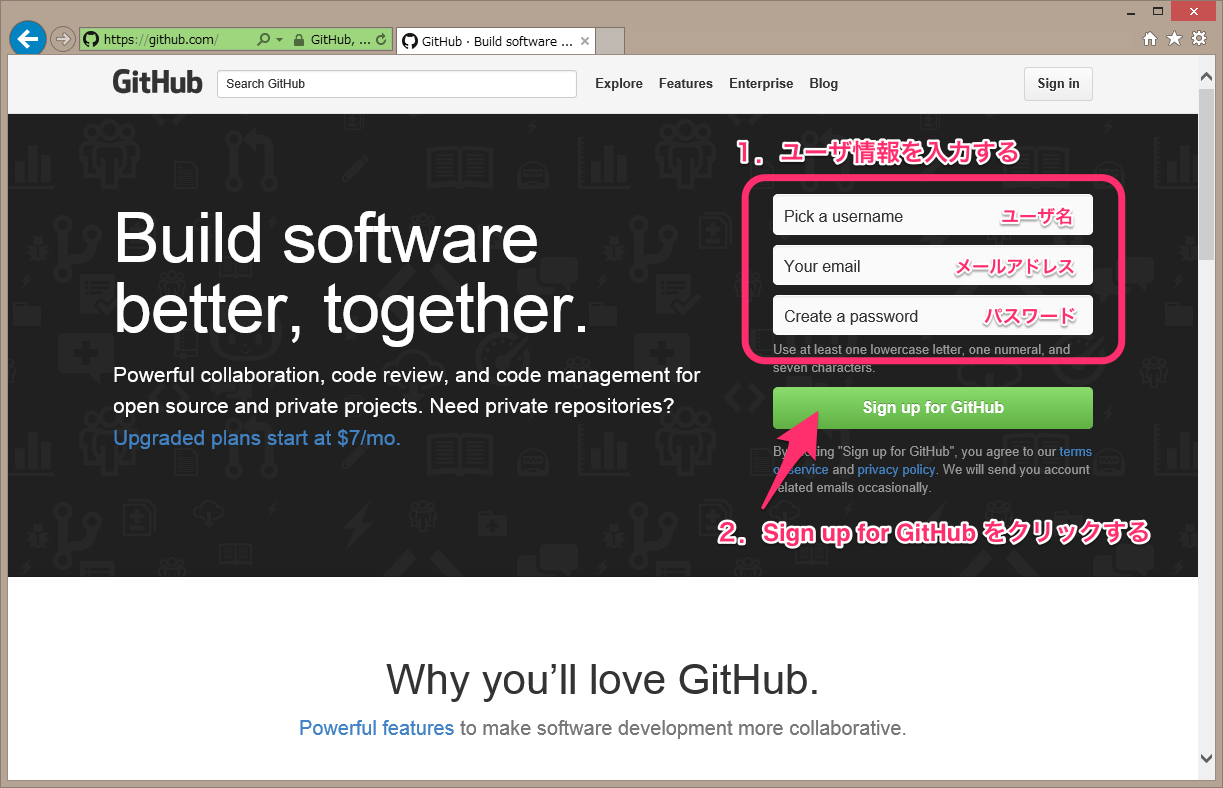 https://github.com/
GitHub, ...
GitHub · Build software ...
GitHub
Search GitHub
Explore
Features
Enterprise
Blog
Sign in
1. ユーザ情報を入力する
Build software
better, together.
Powerful collaboration, code review, and code management for
open source and private projects. Need private repositories?
Upgraded plans start at $7/mo.
Pick a username
ユーザ名
Your email
メールアドレス
Create a password
パスワード
Use at least one lowercase letter, one numeral, and
seven characters.
Sign up for GitHub
"Sign up for GitHub", you agree to our terms
and privacy policy. We will send you account
related emails occasionally.
2. Sign up for GitHub をクリックする
Why you'll love GitHub.
Powerful features to make software development more collaborative.